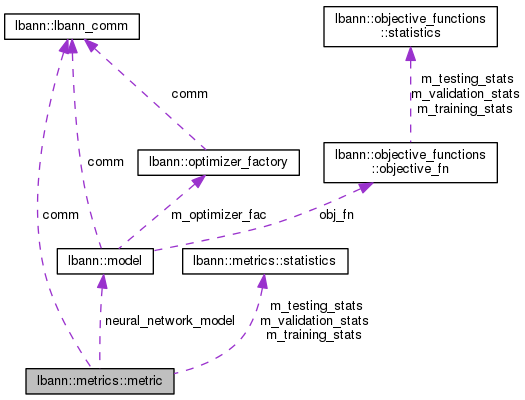 lbann::lbann_comm
lbann::objective_functions
::statistics
m_testing_stats
m_validation_stats
m_training_stats
comm
lbann::optimizer_factory
lbann::objective_functions
::objective_fn
comm
comm
m_optimizer_fac
obj_fn
lbann::model
lbann::metrics::statistics
neural_network_model
m_testing_stats
m_validation_stats
m_training_stats
lbann::metrics::metric